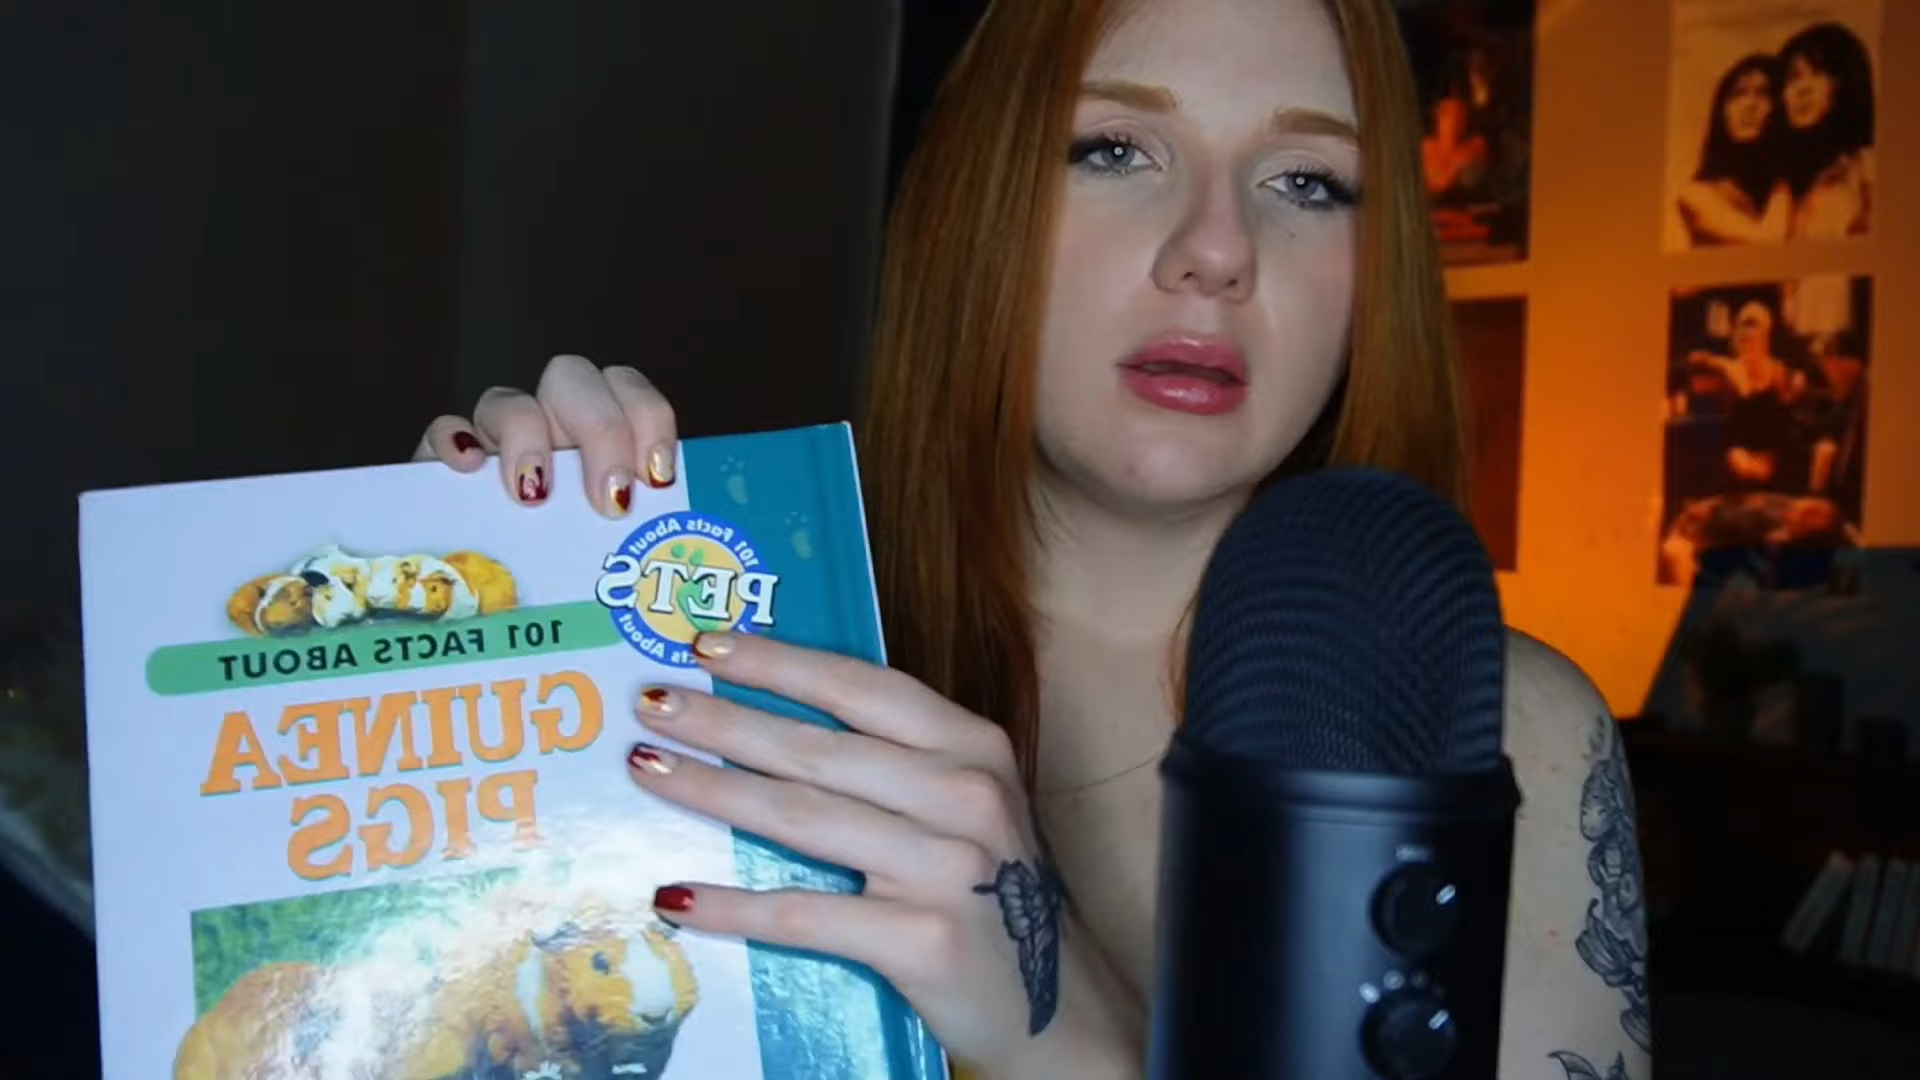 101 Facts About
PETS
101 FACTS ABOUT
GUINEA
PIGS